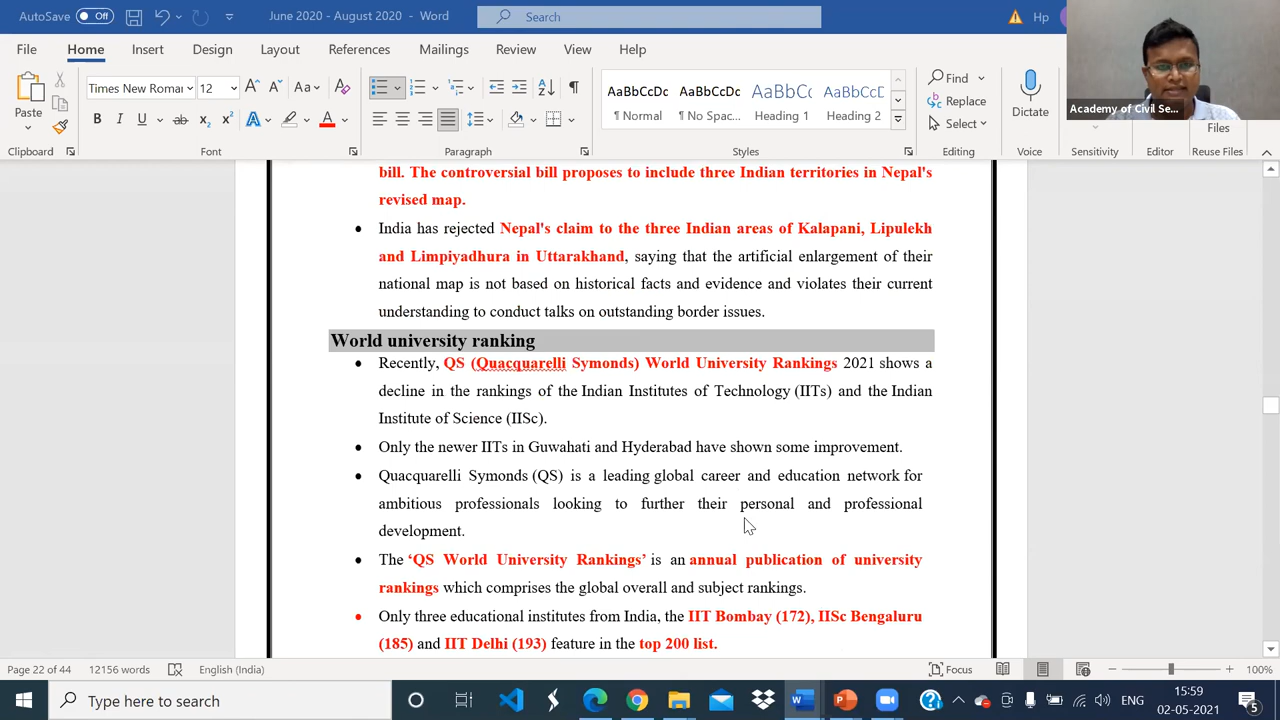 AutoSave Off June 2020 - August 2020 - Word Search Hp
File Home Insert Design Layout References Mailings Review View Help
Times New Roma 12 Aa AaBbCcDc AaBbCcDc AaBbCcDc AaBbCcD Find
Paste B I U ab x2 x2 A A ¶ Normal ¶ No Spac... Heading 1 Heading 2 Replace Select Dictate Files
Academy of Civil Se...
Clipboard Font Paragraph Styles Editing Voice Sensitivity Editor Reuse Files
bill. The controversial bill proposes to include three Indian territories in Nepal's
revised map.
• India has rejected Nepal's claim to the three Indian areas of Kalapani, Lipulekh
and Limpiyadhura in Uttarakhand, saying that the artificial enlargement of their
national map is not based on historical facts and evidence and violates their current
understanding to conduct talks on outstanding border issues.
World university ranking
• Recently, QS (Quacquarelli Symonds) World University Rankings 2021 shows a
decline in the rankings of the Indian Institutes of Technology (IITs) and the Indian
Institute of Science (IISc).
• Only the newer IITs in Guwahati and Hyderabad have shown some improvement.
• Quacquarelli Symonds (QS) is a leading global career and education network for
ambitious professionals looking to further their personal and professional
development.
• The ‘QS World University Rankings’ is an annual publication of university
rankings which comprises the global overall and subject rankings.
• Only three educational institutes from India, the IIT Bombay (172), IISc Bengaluru
(185) and IIT Delhi (193) feature in the top 200 list.
Page 22 of 44 12156 words English (India) Focus 100%
Type here to search ENG 15:59
02-05-2021 5